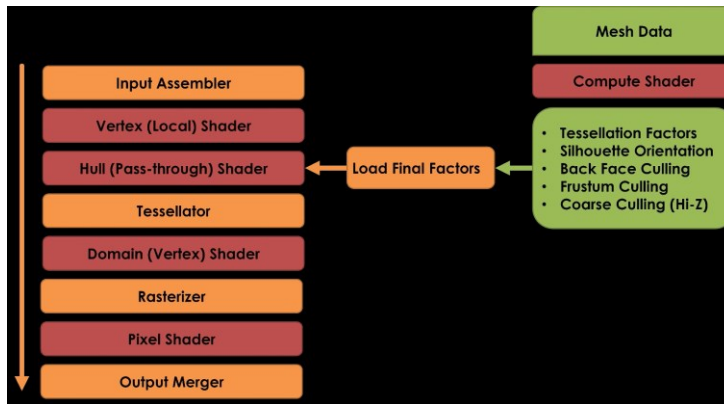 Mesh Data
Input Assembler
Compute Shader
Vertex (Local) Shader
Hull (Pass-through) Shader
Load Final Factors
• Tessellation Factors
• Silhouette Orientation
• Back Face Culling
• Frustum Culling
• Coarse Culling (Hi-Z)
Tessellator
Domain (Vertex) Shader
Rasterizer
Pixel Shader
Output Merger